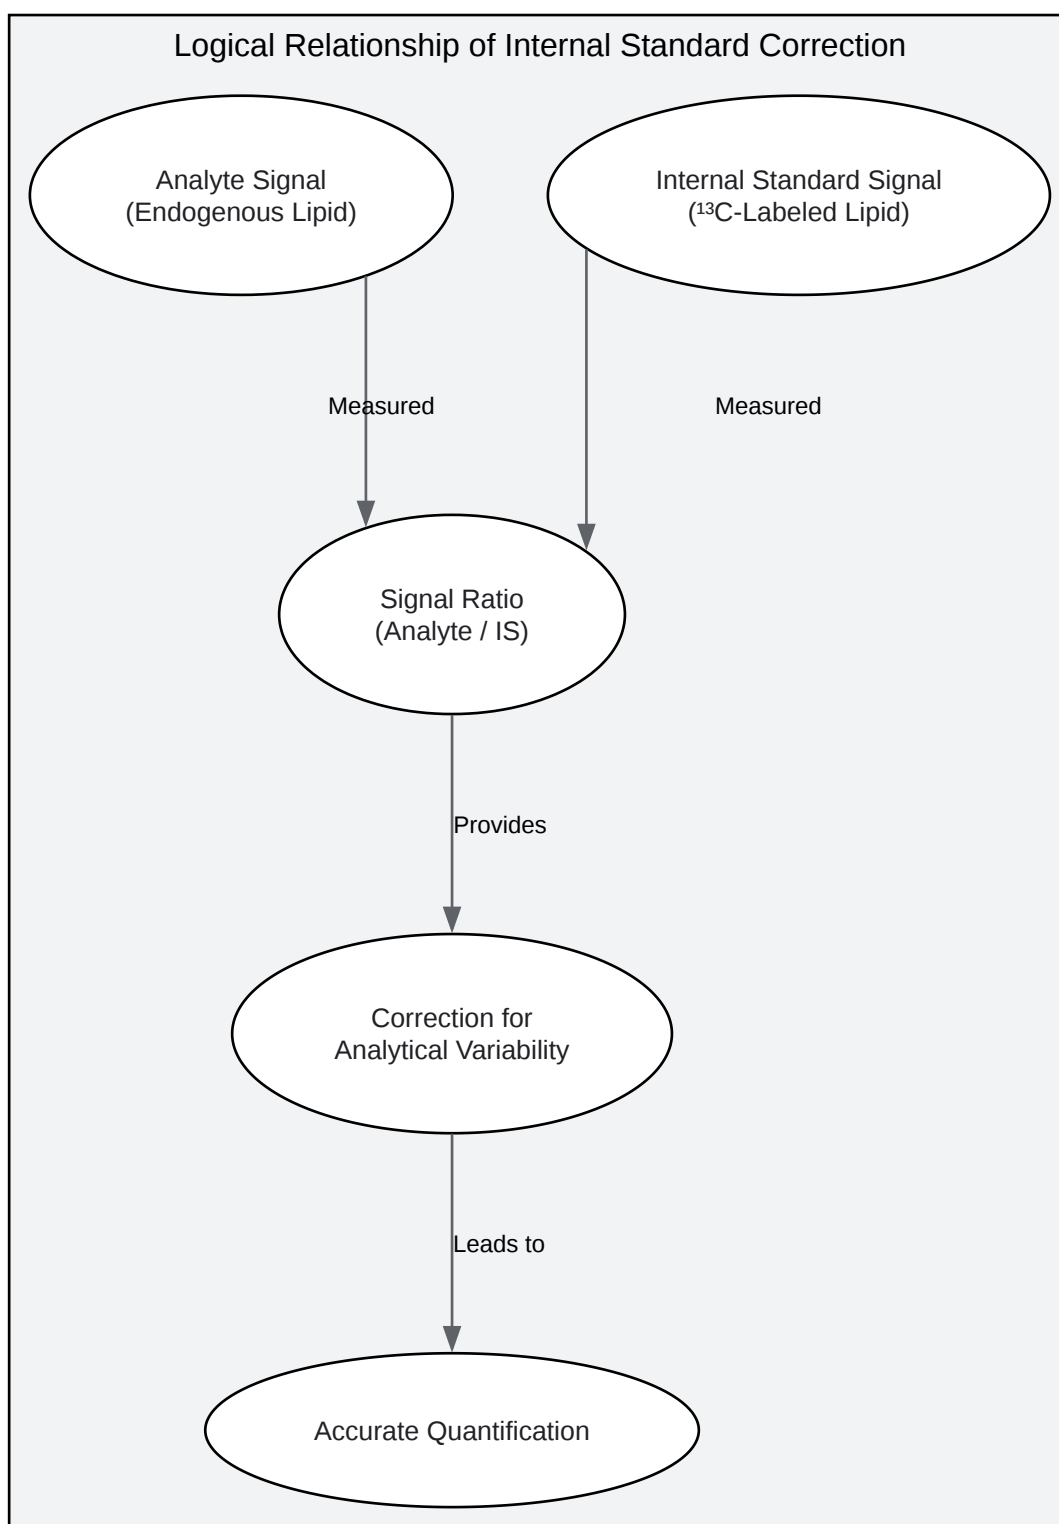 Logical Relationship of Internal Standard Correction
Analyte Signal
(Endogenous Lipid)
Internal Standard Signal
(¹³C-Labeled Lipid)
Measured
Measured
Signal Ratio
(Analyte / IS)
Provides
Correction for
Analytical Variability
Leads to
Accurate Quantification